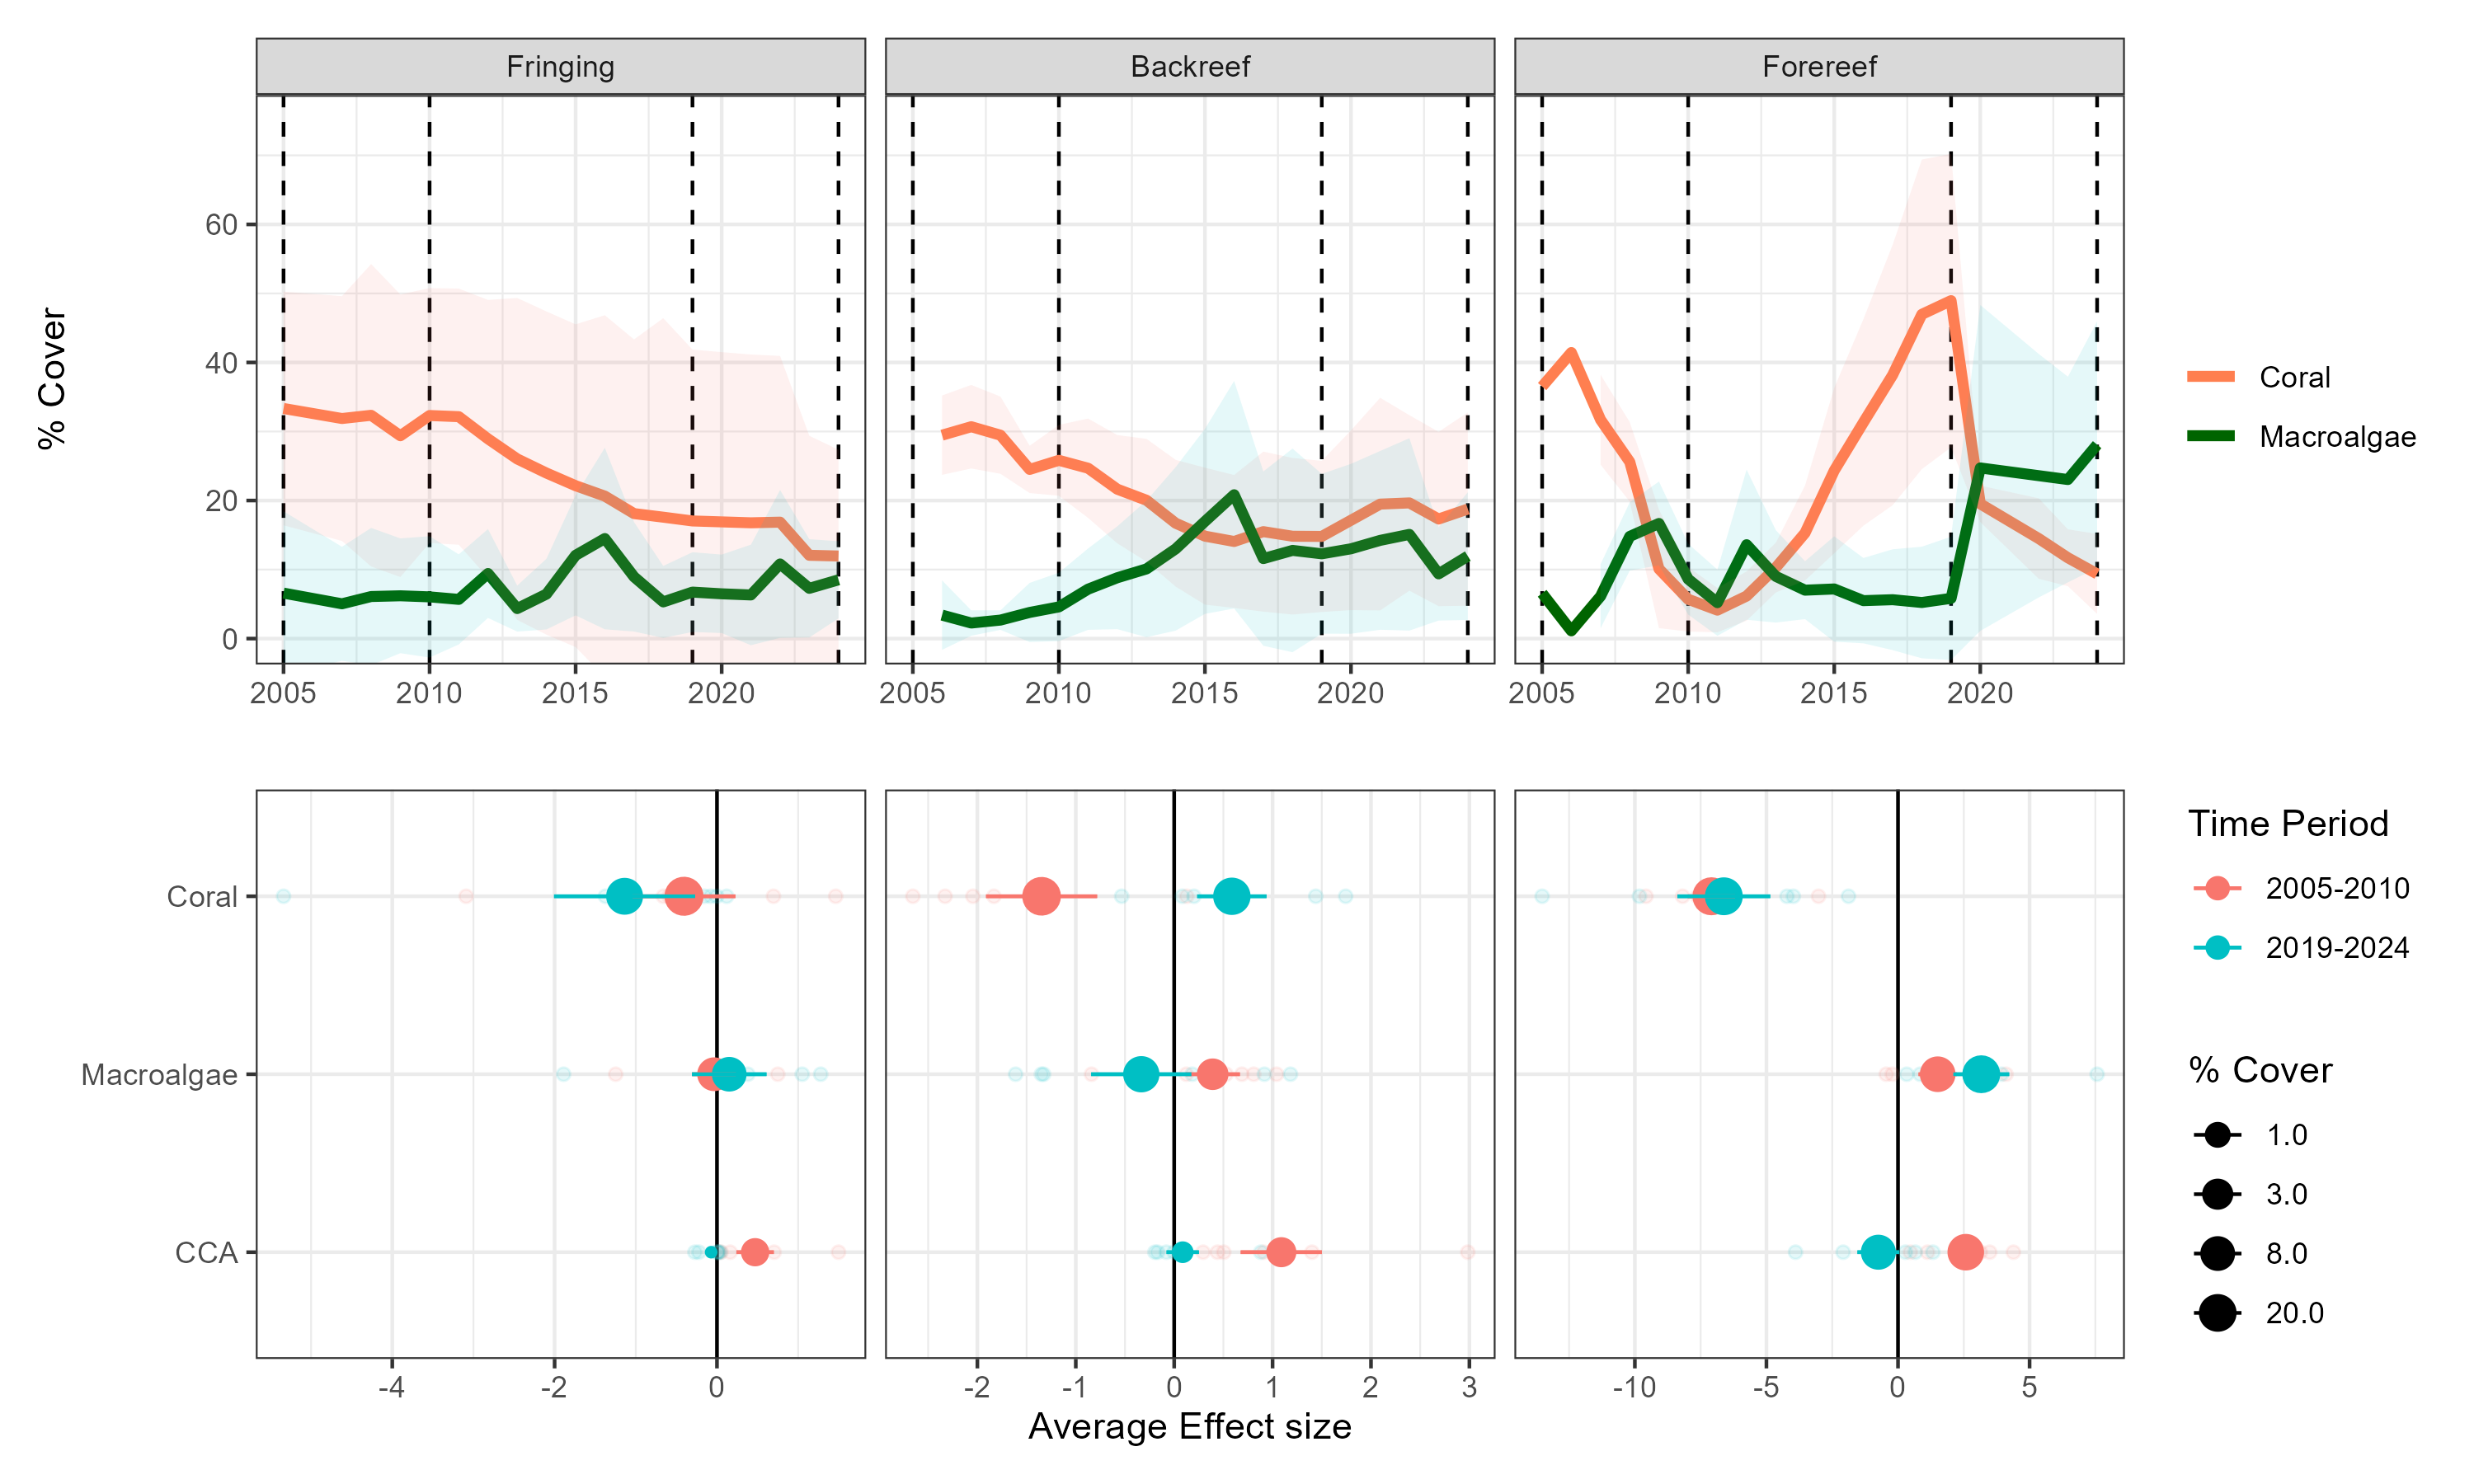 Fringing Backreef Forereef
% Cover
60
40
20
0
2005 2010 2015 2020 2005 2010 2015 2020 2005 2010 2015 2020
Coral
Macroalgae
Coral
Macroalgae
CCA
-4 -2 0 -2 -1 0 1 2 3 -10 -5 0 5
Average Effect size
Time Period
2005-2010
2019-2024
% Cover
1.0
3.0
8.0
20.0